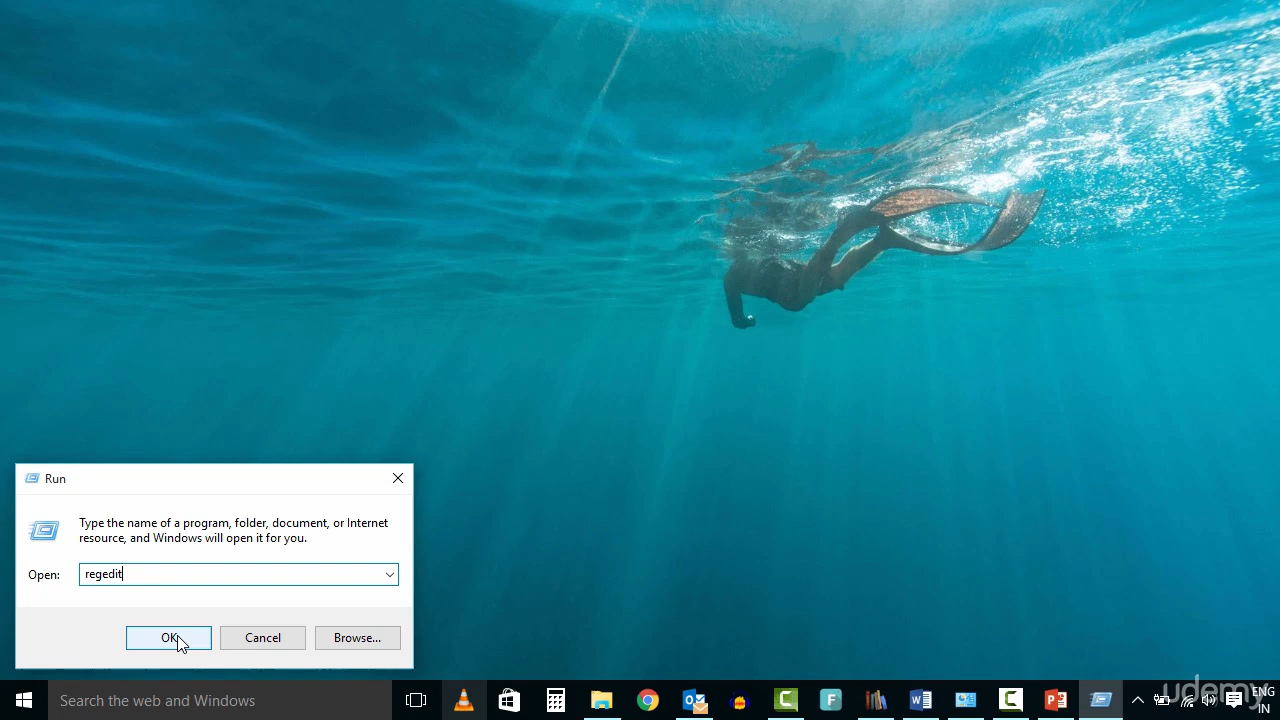 Run
Type the name of a program, folder, document, or Internet
resource, and Windows will open it for you.
Open:
regedit
OK
Cancel
Browse...
Search the web and Windows
udemy
ENG
IN